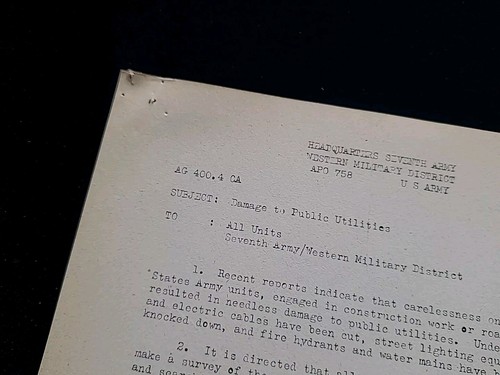 HEADQUARTERS SEVENTH ARMY
WESTERN MILITARY DISTRICT
APO 758 U S ARMY
AG 400.4 CA
SUBJECT: Damage to Public Utilities
TO : All Units
Seventh Army/Western Military District
1. Recent reports indicate that carelessness on
States Army units, engaged in construction work or roa
resulted in needless damage to public utilities. Unde
and electric cables have been cut, street lighting equ
knocked down, and fire hydrants and water mains have b
2. It is directed that all
make a survey of the
and sear